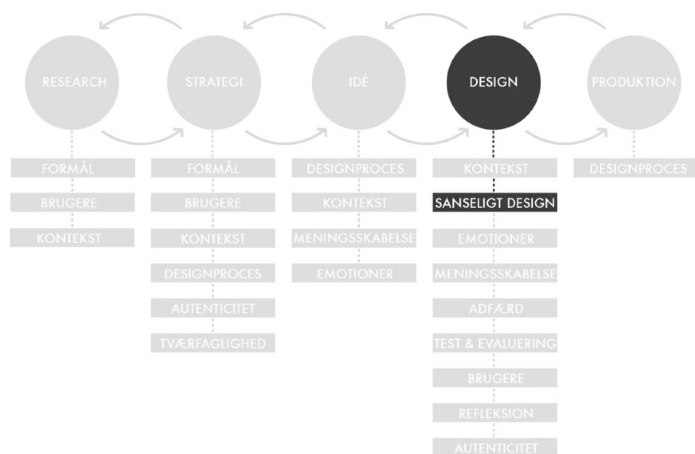 RESEARCH
STRATEGI
IDÈ
DESIGN
PRODUKTION
FORMÅL
BRUGERE
KONTEKST
FORMÅL
BRUGERE
KONTEKST
DESIGNPROCES
AUTENTICITET
TVÆRFAGLIGHED
DESIGNPROCES
KONTEKST
MENINGSSKABELSE
EMOTIONER
KONTEKST
SANSELIGT DESIGN
EMOTIONER
MENINGSSKABELSE
ADFÆRD
TEST & EVALUERING
BRUGERE
REFLEKSION
AUTENTICITET
DESIGNPROCES